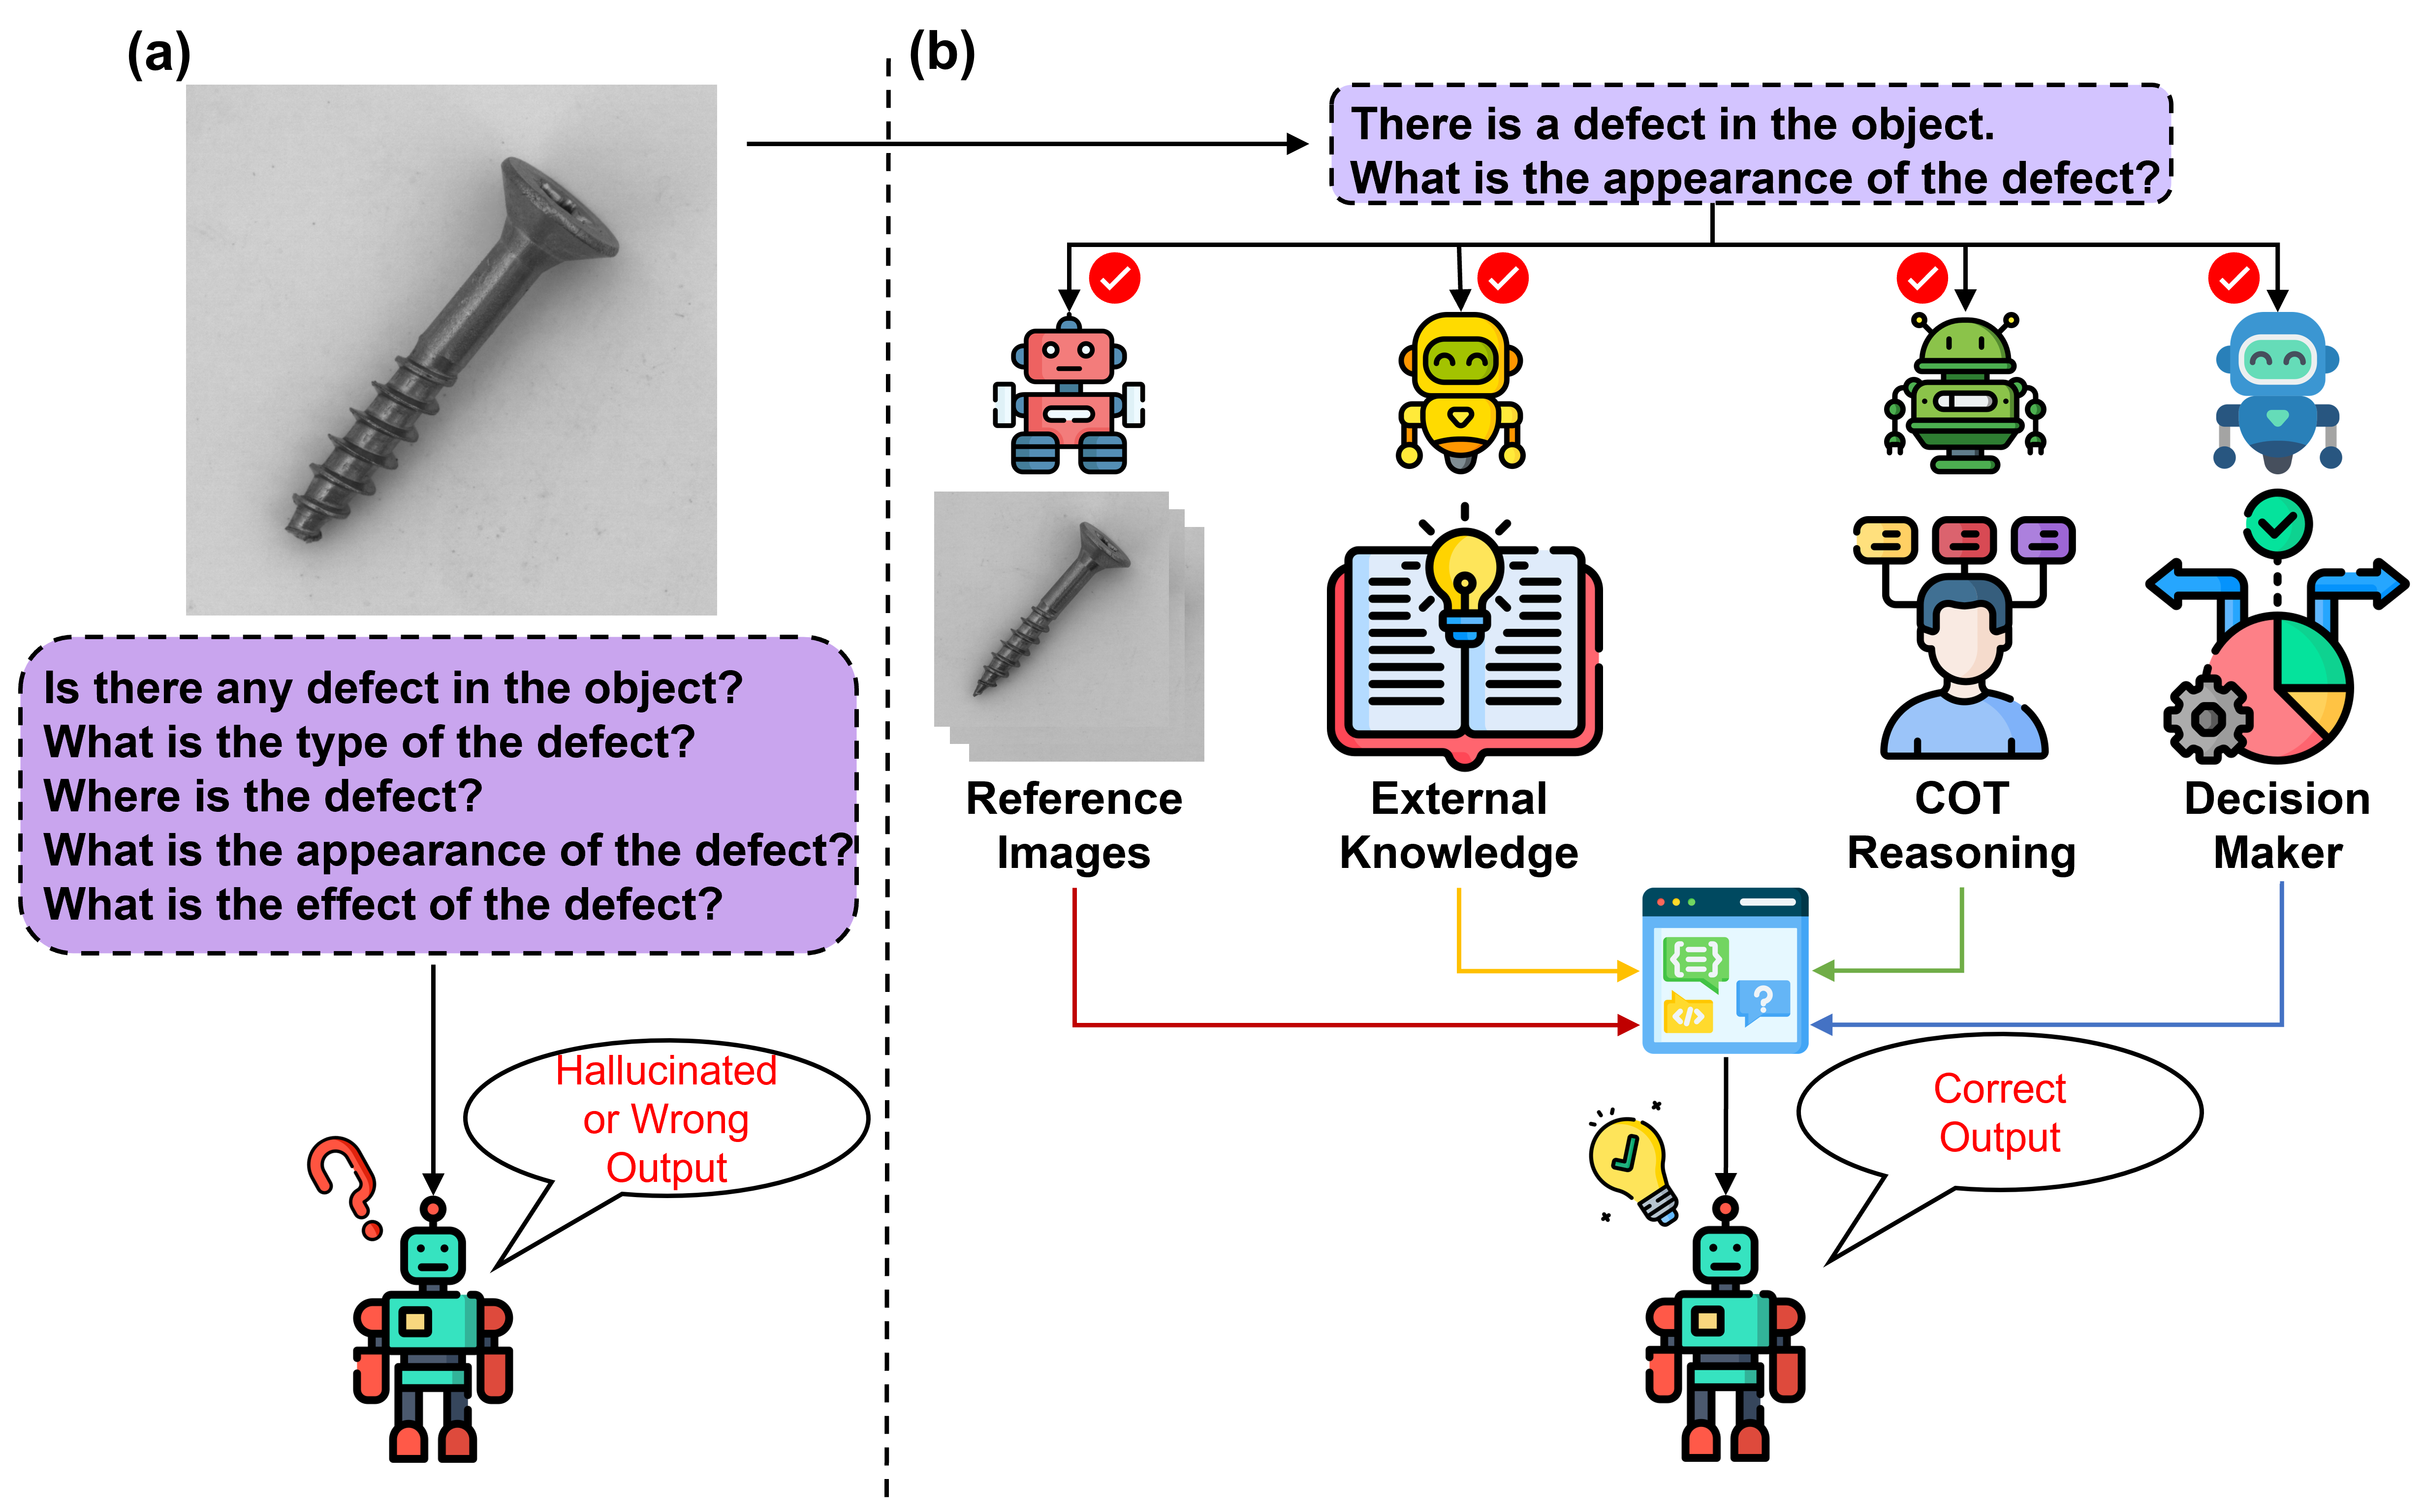 (a)
Is there any defect in the object?
What is the type of the defect?
Where is the defect?
What is the appearance of the defect?
What is the effect of the defect?
Hallucinated
or Wrong
Output
(b)
There is a defect in the object.
What is the appearance of the defect?
Reference
Images
External
Knowledge
COT
Reasoning
Decision
Maker
{≡}
?
</>
Correct
Output